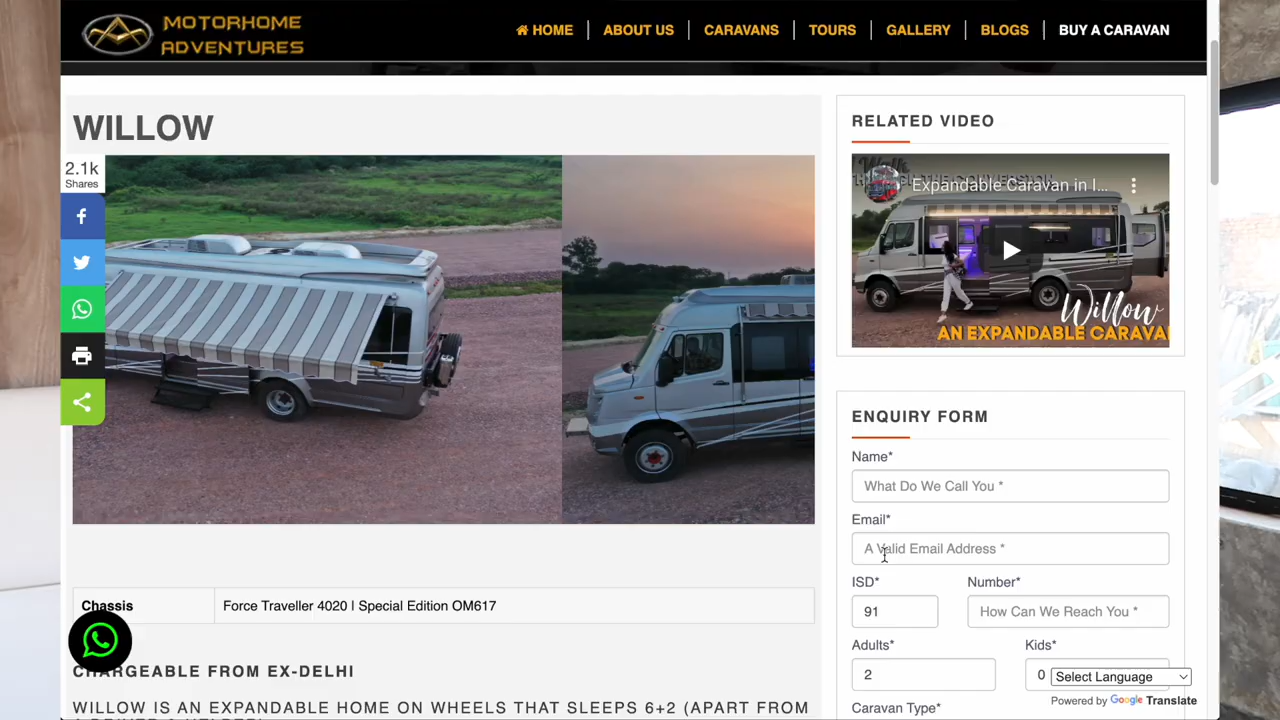 MOTORHOME
ADVENTURES
HOME
ABOUT US
CARAVANS
TOURS
GALLERY
BLOGS
BUY A CARAVAN
WILLOW
2.1k
Shares
RELATED VIDEO
Expandable Caravan in I...
Willow
AN EXPANDABLE CARAVA
ENQUIRY FORM
Name*
What Do We Call You *
Email*
A Valid Email Address *
ISD*
Number*
91
How Can We Reach You *
Adults*
Kids*
2
0
Select Language
Powered by Google Translate
Caravan Type*
Chassis
Force Traveller 4020 | Special Edition OM617
CHARGEABLE FROM EX-DELHI
WILLOW IS AN EXPANDABLE HOME ON WHEELS THAT SLEEPS 6+2 (APART FROM